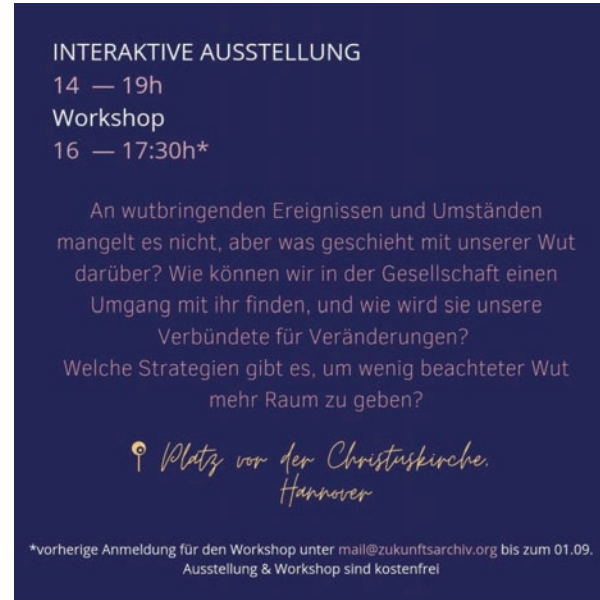 INTERAKTIVE AUSSTELLUNG
14 — 19h
Workshop
16 — 17:30h*
An wutbringenden Ereignissen und Umständen
mangelt es nicht, aber was geschieht mit unserer Wut
darüber? Wie können wir in der Gesellschaft einen
Umgang mit ihr finden, und wie wird sie unsere
Verbündete für Veränderungen?
Welche Strategien gibt es, um wenig beachteter Wut
mehr Raum zu geben?
Platz vor der Christuskirche.
Hannover
*vorherige Anmeldung für den Workshop unter mail@zukunftsarchiv.org bis zum 01.09.
Ausstellung & Workshop sind kostenfrei